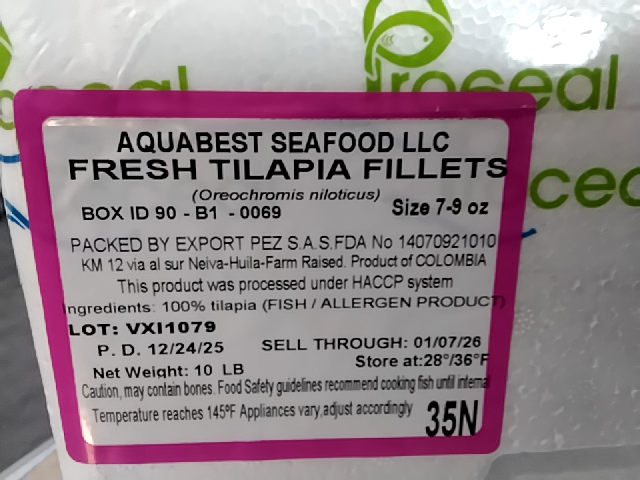 Proseal
AQUABEST SEAFOOD LLC
FRESH TILAPIA FILLETS
(Oreochromis niloticus)
BOX ID 90 - B1 - 0069 Size 7-9 oz
PACKED BY EXPORT PEZ S.A.S.FDA No 14070921010
KM 12 via al sur Neiva-Huila-Farm Raised. Product of COLOMBIA
This product was processed under HACCP system
Ingredients: 100% tilapia (FISH / ALLERGEN PRODUCT)
LOT: VXI1079
P. D. 12/24/25 SELL THROUGH: 01/07/26
Net Weight: 10 LB Store at:28°/36°F
Caution, may contain bones. Food Safety guidelines recommend cooking fish until internal
Temperature reaches 145ºF Appliances vary,adjust accordingly
35N